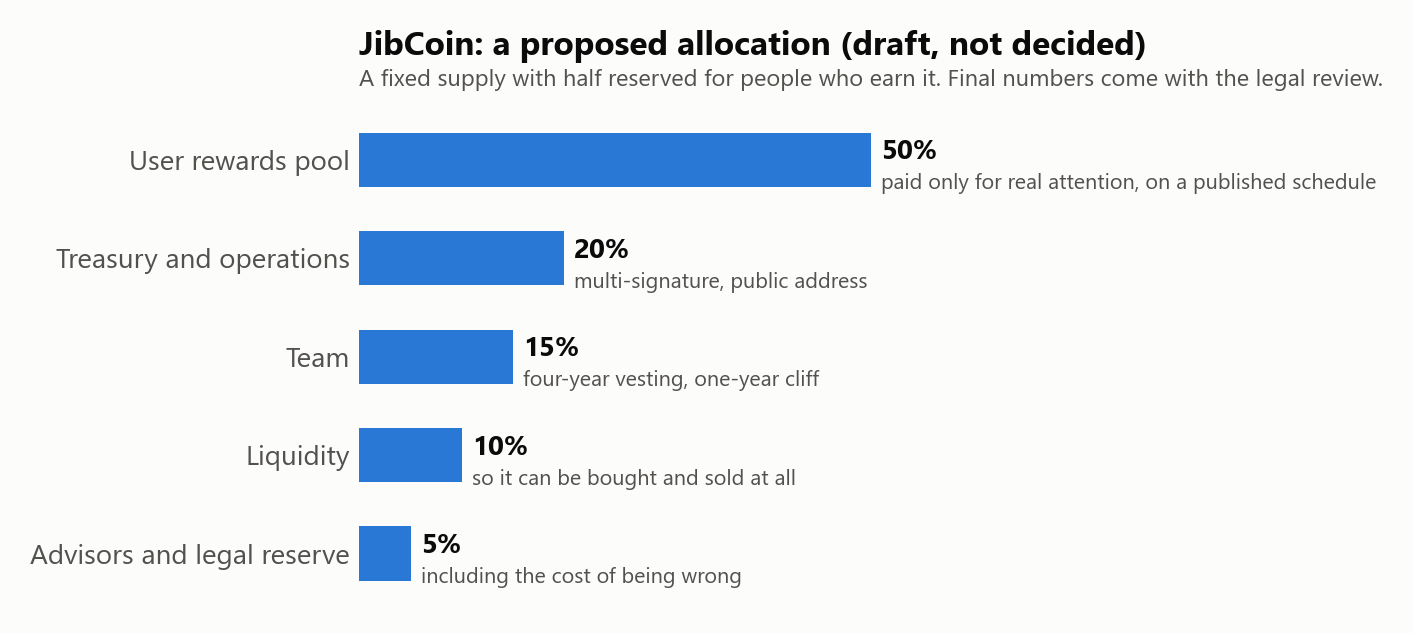 JibCoin: a proposed allocation (draft, not decided)
A fixed supply with half reserved for people who earn it. Final numbers come with the legal review.
User rewards pool
50%
paid only for real attention, on a published schedule
Treasury and operations
20%
multi-signature, public address
Team
15%
four-year vesting, one-year cliff
Liquidity
10%
so it can be bought and sold at all
Advisors and legal reserve
5%
including the cost of being wrong